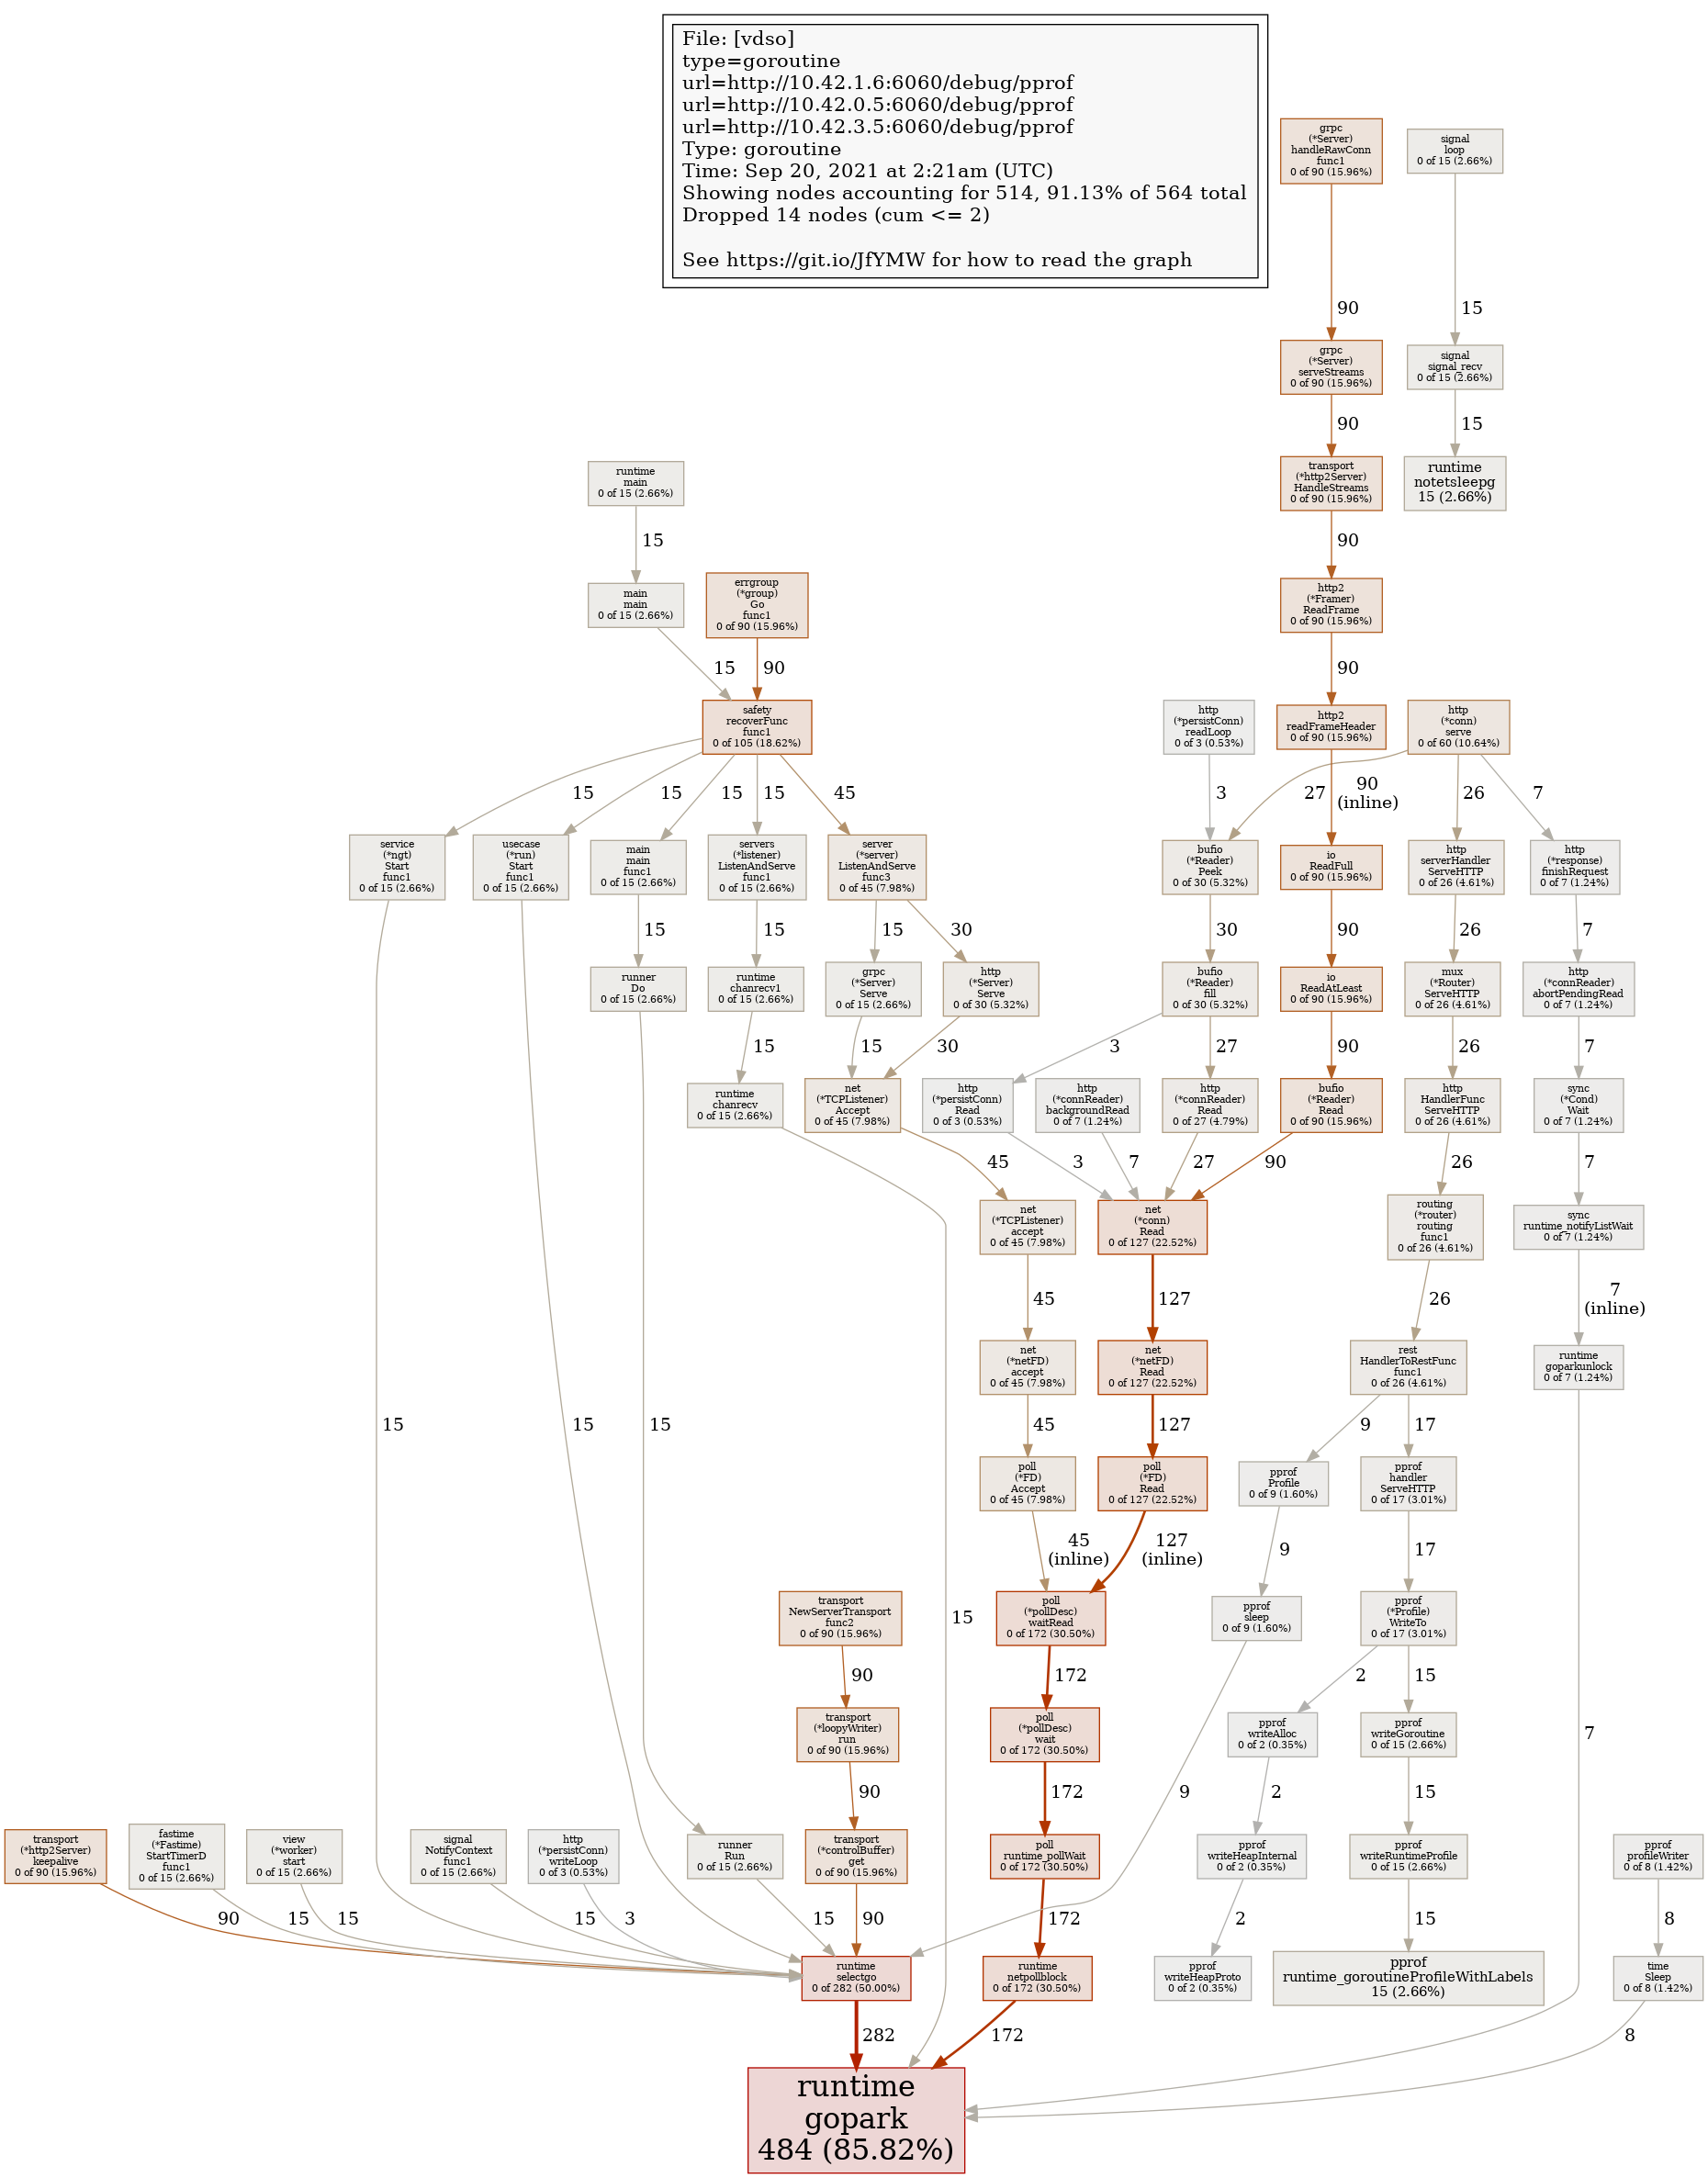 File: [vdso]
type=goroutine
url=http://10.42.1.6:6060/debug/pprof
url=http://10.42.0.5:6060/debug/pprof
url=http://10.42.3.5:6060/debug/pprof
Type: goroutine
Time: Sep 20, 2021 at 2:21am (UTC)
Showing nodes accounting for 514, 91.13% of 564 total
Dropped 14 nodes (cum <= 2)
See https://git.io/JfYMW for how to read the graph
grpc
(*Server)
handleRawConn
func1
0 of 90 (15.96%)
signal
loop
0 of 15 (2.66%)
90
15
grpc
(*Server)
serveStreams
0 of 90 (15.96%)
signal
signal_recv
0 of 15 (2.66%)
90
15
runtime
main
0 of 15 (2.66%)
transport
(*http2Server)
HandleStreams
0 of 90 (15.96%)
runtime
notetsleepg
15 (2.66%)
15
90
main
main
0 of 15 (2.66%)
errgroup
(*group)
Go
func1
0 of 90 (15.96%)
http2
(*Framer)
ReadFrame
0 of 90 (15.96%)
15
90
90
safety
recoverFunc
func1
0 of 105 (18.62%)
http
(*persistConn)
readLoop
0 of 3 (0.53%)
http2
readFrameHeader
0 of 90 (15.96%)
http
(*conn)
serve
0 of 60 (10.64%)
15
15
15
15
45
3
27
90
(inline)
26
7
service
(*ngt)
Start
func1
0 of 15 (2.66%)
usecase
(*run)
Start
func1
0 of 15 (2.66%)
main
main
func1
0 of 15 (2.66%)
servers
(*listener)
ListenAndServe
func1
0 of 15 (2.66%)
server
(*server)
ListenAndServe
func3
0 of 45 (7.98%)
bufio
(*Reader)
Peek
0 of 30 (5.32%)
io
ReadFull
0 of 90 (15.96%)
http
serverHandler
ServeHTTP
0 of 26 (4.61%)
http
(*response)
finishRequest
0 of 7 (1.24%)
15
15
15
30
30
90
26
7
runner
Do
0 of 15 (2.66%)
runtime
chanrecv1
0 of 15 (2.66%)
grpc
(*Server)
Serve
0 of 15 (2.66%)
http
(*Server)
Serve
0 of 30 (5.32%)
bufio
(*Reader)
fill
0 of 30 (5.32%)
io
ReadAtLeast
0 of 90 (15.96%)
mux
(*Router)
ServeHTTP
0 of 26 (4.61%)
http
(*connReader)
abortPendingRead
0 of 7 (1.24%)
15
15
30
3
27
90
26
7
runtime
chanrecv
0 of 15 (2.66%)
net
(*TCPListener)
Accept
0 of 45 (7.98%)
http
(*persistConn)
Read
0 of 3 (0.53%)
http
(*connReader)
backgroundRead
0 of 7 (1.24%)
http
(*connReader)
Read
0 of 27 (4.79%)
bufio
(*Reader)
Read
0 of 90 (15.96%)
http
HandlerFunc
ServeHTTP
0 of 26 (4.61%)
sync
(*Cond)
Wait
0 of 7 (1.24%)
45
3
7
27
90
26
7
net
(*TCPListener)
accept
0 of 45 (7.98%)
net
(*conn)
Read
0 of 127 (22.52%)
routing
(*router)
routing
func1
0 of 26 (4.61%)
sync
runtime_notifyListWait
0 of 7 (1.24%)
45
127
26
7
(inline)
net
(*netFD)
accept
0 of 45 (7.98%)
net
(*netFD)
Read
0 of 127 (22.52%)
rest
HandlerToRestFunc
func1
0 of 26 (4.61%)
runtime
goparkunlock
0 of 7 (1.24%)
15
15
15
45
127
9
17
poll
(*FD)
Accept
0 of 45 (7.98%)
poll
(*FD)
Read
0 of 127 (22.52%)
pprof
Profile
0 of 9 (1.60%)
pprof
handler
ServeHTTP
0 of 17 (3.01%)
45
(inline)
127
(inline)
9
17
transport
NewServerTransport
func2
0 of 90 (15.96%)
15
poll
(*pollDesc)
waitRead
0 of 172 (30.50%)
pprof
sleep
0 of 9 (1.60%)
pprof
(*Profile)
WriteTo
0 of 17 (3.01%)
90
172
2
15
transport
(*loopyWriter)
run
0 of 90 (15.96%)
poll
(*pollDesc)
wait
0 of 172 (30.50%)
pprof
writeAlloc
0 of 2 (0.35%)
pprof
writeGoroutine
0 of 15 (2.66%)
7
90
172
9
2
15
transport
(*http2Server)
keepalive
0 of 90 (15.96%)
fastime
(*Fastime)
StartTimerD
func1
0 of 15 (2.66%)
view
(*worker)
start
0 of 15 (2.66%)
signal
NotifyContext
func1
0 of 15 (2.66%)
http
(*persistConn)
writeLoop
0 of 3 (0.53%)
runner
Run
0 of 15 (2.66%)
transport
(*controlBuffer)
get
0 of 90 (15.96%)
poll
runtime_pollWait
0 of 172 (30.50%)
pprof
writeHeapInternal
0 of 2 (0.35%)
pprof
writeRuntimeProfile
0 of 15 (2.66%)
pprof
profileWriter
0 of 8 (1.42%)
90
15
15
15
3
15
90
172
2
15
8
runtime
selectgo
0 of 282 (50.00%)
runtime
netpollblock
0 of 172 (30.50%)
pprof
writeHeapProto
0 of 2 (0.35%)
pprof
runtime_goroutineProfileWithLabels
15 (2.66%)
time
Sleep
0 of 8 (1.42%)
282
172
8
runtime
gopark
484 (85.82%)